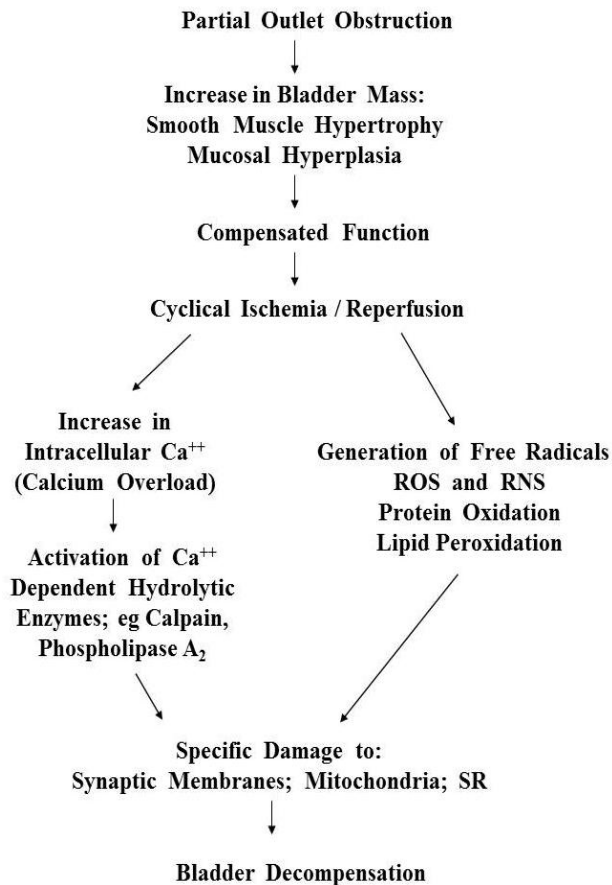 Partial Outlet Obstruction
Increase in Bladder Mass:
Smooth Muscle Hypertrophy
Mucosal Hyperplasia
Compensated Function
Cyclical Ischemia / Reperfusion
Increase in
Intracellular Ca⁺⁺
(Calcium Overload)
Activation of Ca⁺⁺
Dependent Hydrolytic
Enzymes; eg Calpain,
Phospholipase A₂
Generation of Free Radicals
ROS and RNS
Protein Oxidation
Lipid Peroxidation
Specific Damage to:
Synaptic Membranes; Mitochondria; SR
Bladder Decompensation